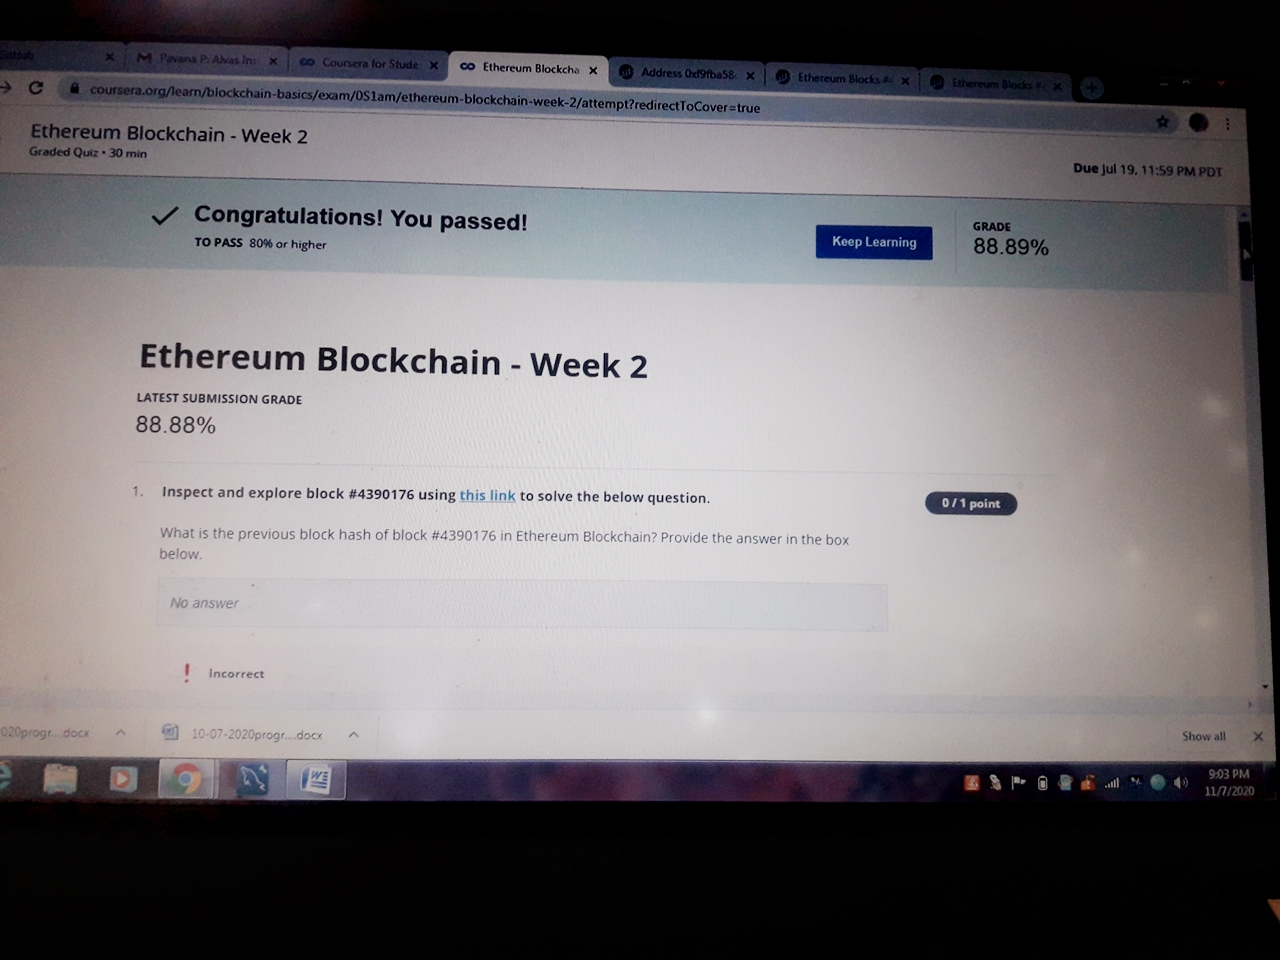 Pavana P. Alvas Ins
Coursera for Stude
Ethereum Blockcha
Address 0xf9fba58
Ethereum Blocks #
Ethereum Blocks #
coursera.org/learn/blockchain-basics/exam/0S1am/ethereum-blockchain-week-2/attempt?redirectToCover=true
Ethereum Blockchain - Week 2
Graded Quiz • 30 min
Due Jul 19, 11:59 PM PDT
Congratulations! You passed!
TO PASS 80% or higher
Keep Learning
GRADE
88.89%
Ethereum Blockchain - Week 2
LATEST SUBMISSION GRADE
88.88%
1. Inspect and explore block #4390176 using this link to solve the below question.
0 / 1 point
What is the previous block hash of block #4390176 in Ethereum Blockchain? Provide the answer in the box
below.
No answer
! Incorrect
020progr....docx
10-07-2020progr....docx
Show all
9:03 PM
11/7/2020